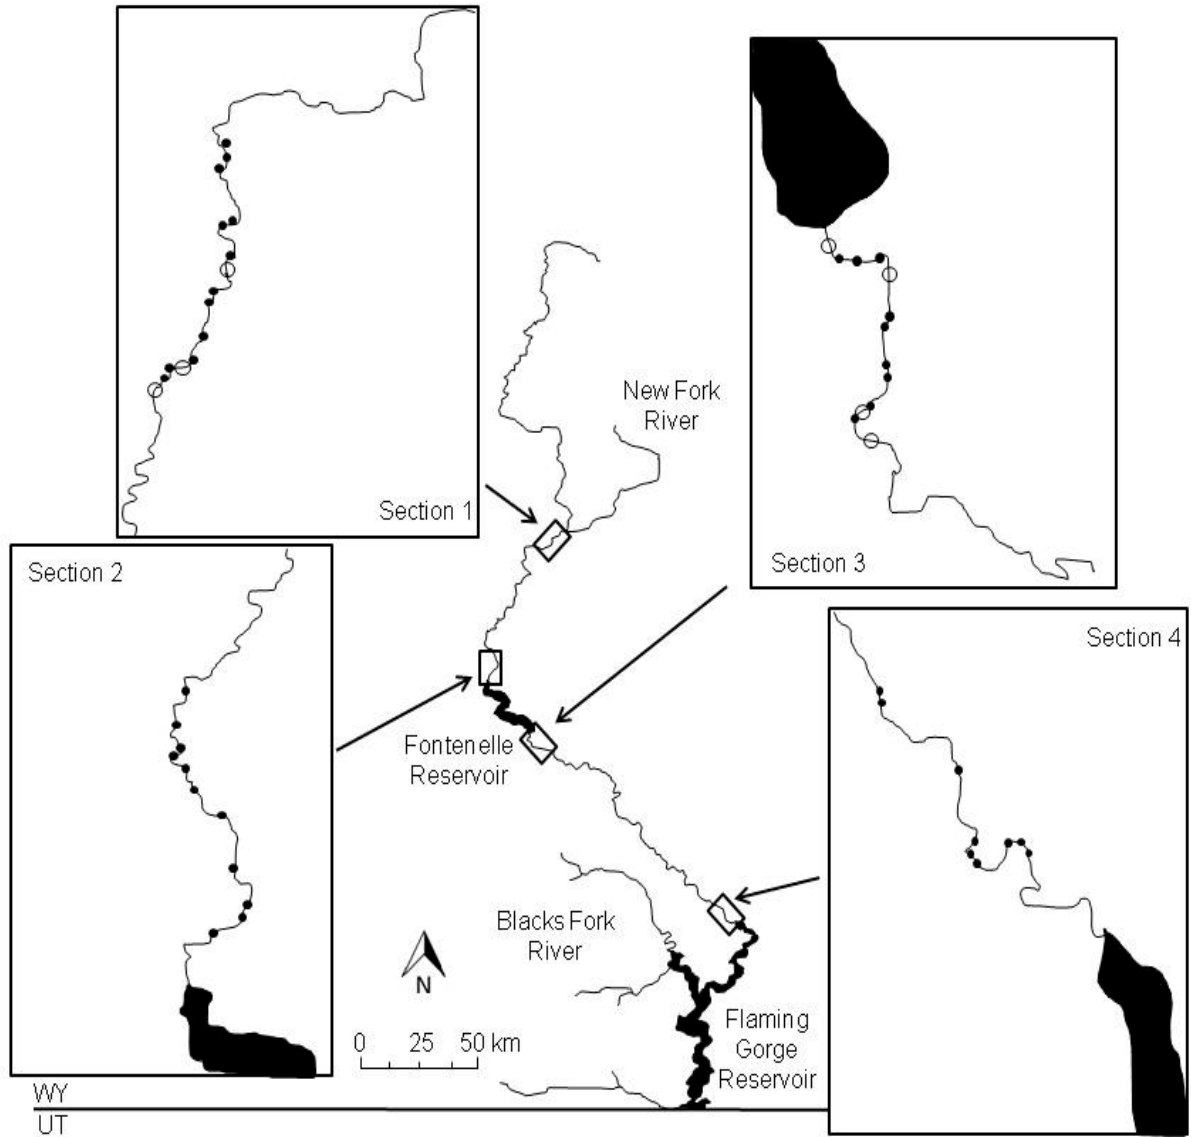 New Fork
River
Section 1
Section 2
Section 3
Section 4
Fontenelle
Reservoir
Blacks Fork
River
N
0 25 50 km
Flaming
Gorge
Reservoir
WY
UT